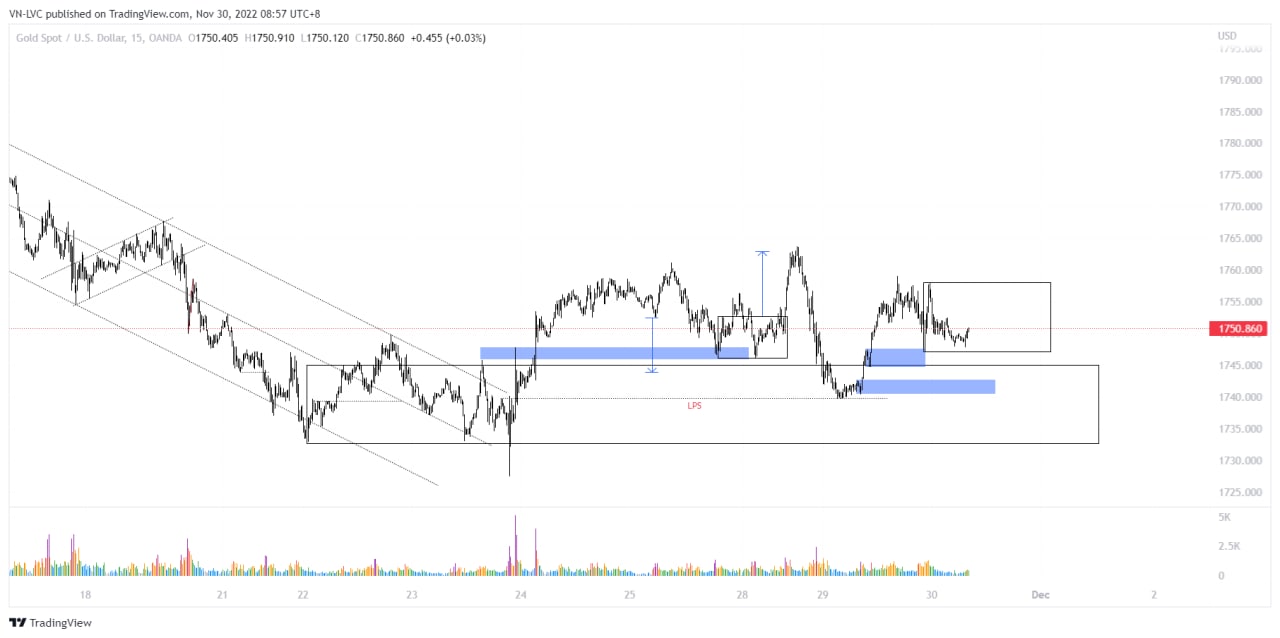 VN-LVC published on TradingView.com, Nov 30, 2022 08:57 UTC+8
Gold Spot / U.S. Dollar, 15, OANDA O1750.405 H1750.910 L1750.120 C1750.860 +0.455 (+0.03%)
USD
1795.000
1790.000
1785.000
1780.000
1775.000
1770.000
1765.000
1760.000
1755.000
1750.860
1745.000
1740.000
1735.000
1730.000
1725.000
LPS
5K
2.5K
0
18 21 22 23 24 25 28 29 30 Dec 2
TradingView